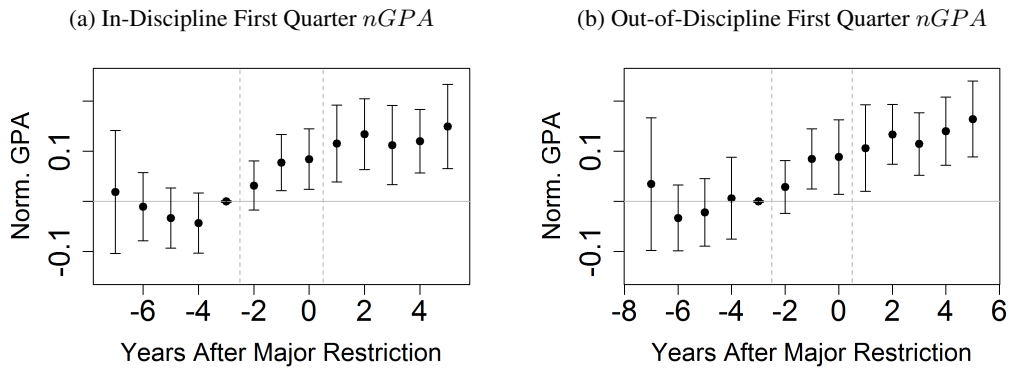 (a) In-Discipline First Quarter nGPA
(b) Out-of-Discipline First Quarter nGPA
Norm. GPA
0.1
-0.1
-6 -4 -2 0 2 4
Years After Major Restriction
Norm. GPA
0.1
-0.1
-8 -6 -4 -2 0 2 4 6
Years After Major Restriction